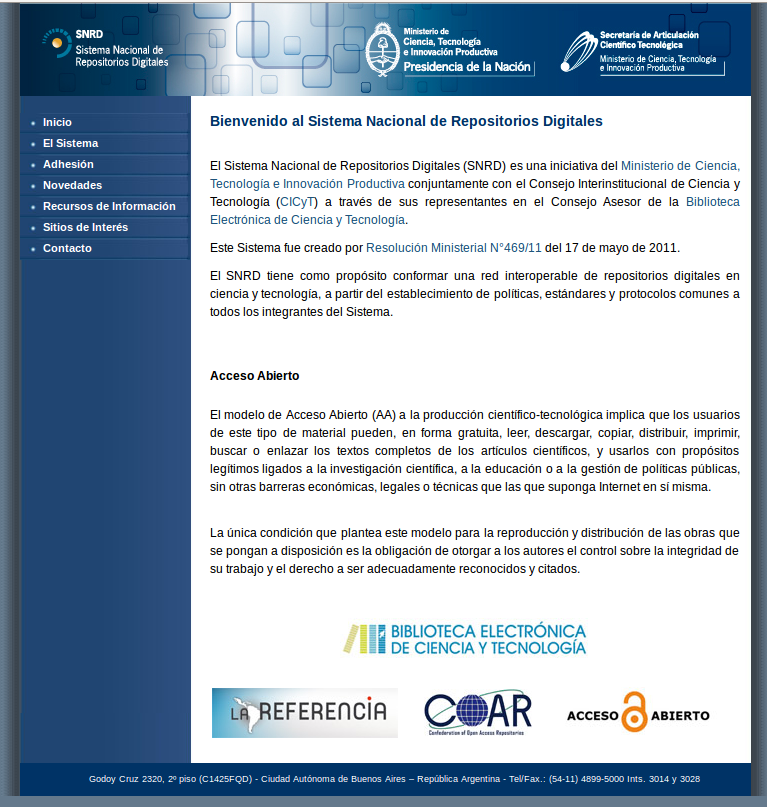 SNRD
Sistema Nacional de
Repositorios Digitales
Ministerio de
Ciencia, Tecnología
e Innovación Productiva
Presidencia de la Nación
Secretaría de Articulación
Científico Tecnológica
Ministerio de Ciencia, Tecnología
e Innovación Productiva
Inicio
El Sistema
Adhesión
Novedades
Recursos de Información
Sitios de Interés
Contacto
Bienvenido al Sistema Nacional de Repositorios Digitales
El Sistema Nacional de Repositorios Digitales (SNRD) es una iniciativa del Ministerio de Ciencia,
Tecnología e Innovación Productiva conjuntamente con el Consejo Interinstitucional de Ciencia y
Tecnología (CICyT) a través de sus representantes en el Consejo Asesor de la Biblioteca
Electrónica de Ciencia y Tecnología.
Este Sistema fue creado por Resolución Ministerial N°469/11 del 17 de mayo de 2011.
El SNRD tiene como propósito conformar una red interoperable de repositorios digitales en
ciencia y tecnología, a partir del establecimiento de políticas, estándares y protocolos comunes a
todos los integrantes del Sistema.
Acceso Abierto
El modelo de Acceso Abierto (AA) a la producción científico-tecnológica implica que los usuarios
de este tipo de material pueden, en forma gratuita, leer, descargar, copiar, distribuir, imprimir,
buscar o enlazar los textos completos de los artículos científicos, y usarlos con propósitos
legítimos ligados a la investigación científica, a la educación o a la gestión de políticas públicas,
sin otras barreras económicas, legales o técnicas que las que suponga Internet en sí misma.
La única condición que plantea este modelo para la reproducción y distribución de las obras que
se pongan a disposición es la obligación de otorgar a los autores el control sobre la integridad de
su trabajo y el derecho a ser adecuadamente reconocidos y citados.
BIBLIOTECA ELECTRÓNICA
DE CIENCIA Y TECNOLOGÍA
LA REFERENCIA
COAR
Confederation of Open Access Repositories
ACCESO ABIERTO
Godoy Cruz 2320, 2º piso (C1425FQD) - Ciudad Autónoma de Buenos Aires – República Argentina - Tel/Fax.: (54-11) 4899-5000 Ints. 3014 y 3028